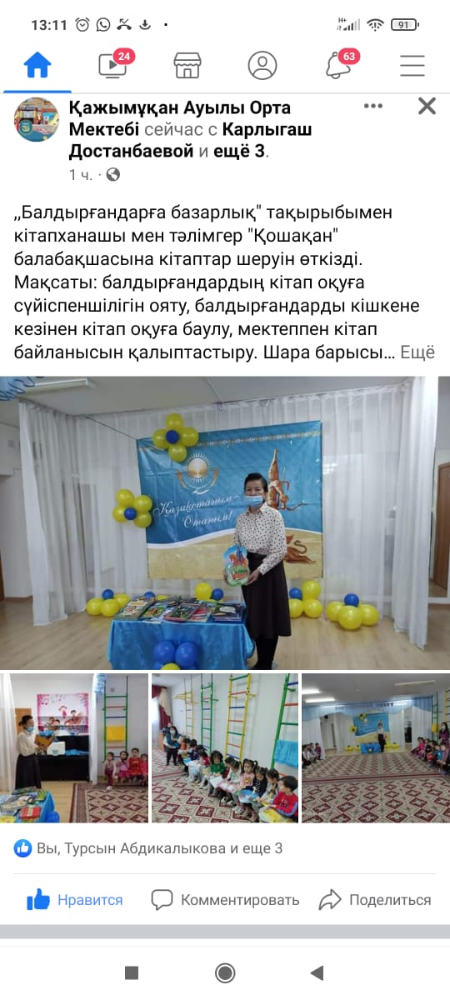 13:11
H+
91
24
63
Қажымұқан Ауылы Орта
Мектебі сейчас с Карлыгаш
Достанбаевой и ещё 3.
1 ч. ·
,,Балдырғандарға базарлық" тақырыбымен
кітапханашы мен тәлімгер "Қошақан"
балабақшасына кітаптар шеруін өткізді.
Мақсаты: балдырғандардың кітап оқуға
сүйіспеншілігін ояту, балдырғандарды кішкене
кезінен кітап оқуға баулу, мектеппен кітап
байланысын қалыптастыру. Шара барысы... Ещё
Қазақстаным–
Отаным!
Вы, Турсын Абдикалыкова и еще 3
Нравится
Комментировать
Поделиться